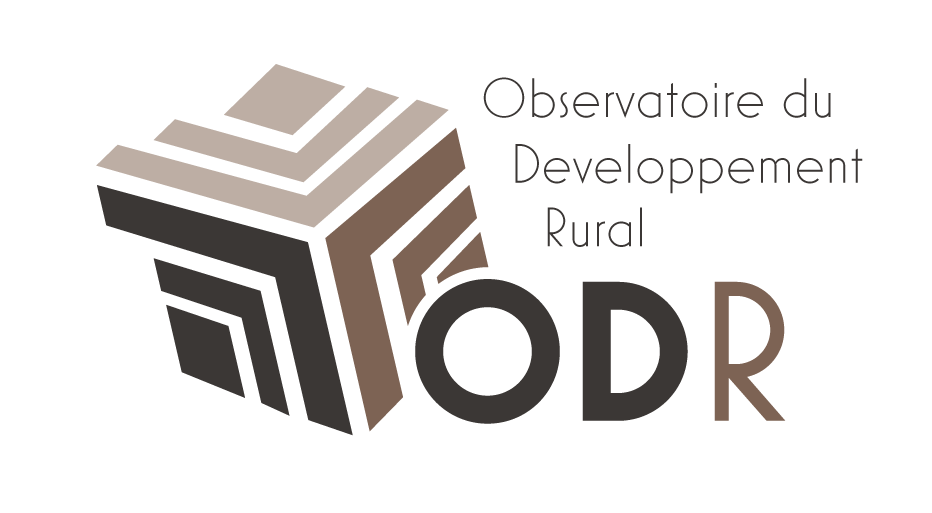 Observatoire du
Developpement
Rural
ODR